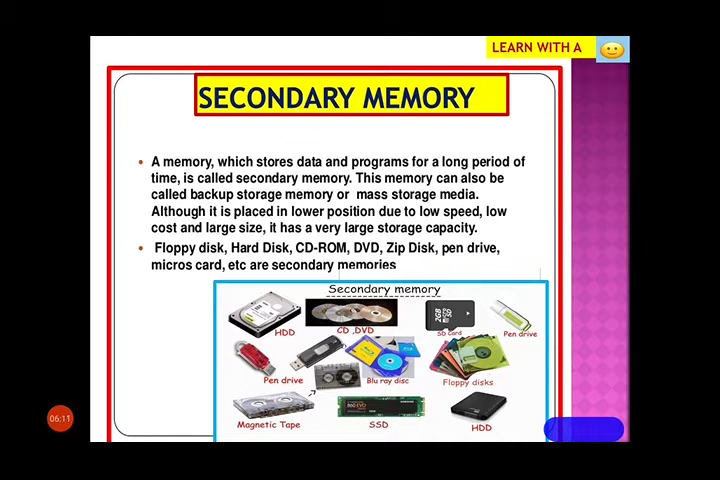 LEARN WITH A
SECONDARY MEMORY
A memory, which stores data and programs for a long period of
time, is called secondary memory. This memory can also be
called backup storage memory or mass storage media.
Although it is placed in lower position due to low speed, low
cost and large size, it has a very large storage capacity.
Floppy disk, Hard Disk, CD-ROM, DVD, Zip Disk, pen drive,
micros card, etc are secondary memories
Secondary memory
HDD
CD ,DVD
2GB
SD Card
Pen drive
Pen drive
Blu ray disc
Floppy disks
Magnetic Tape
SSD
HDD
06:11